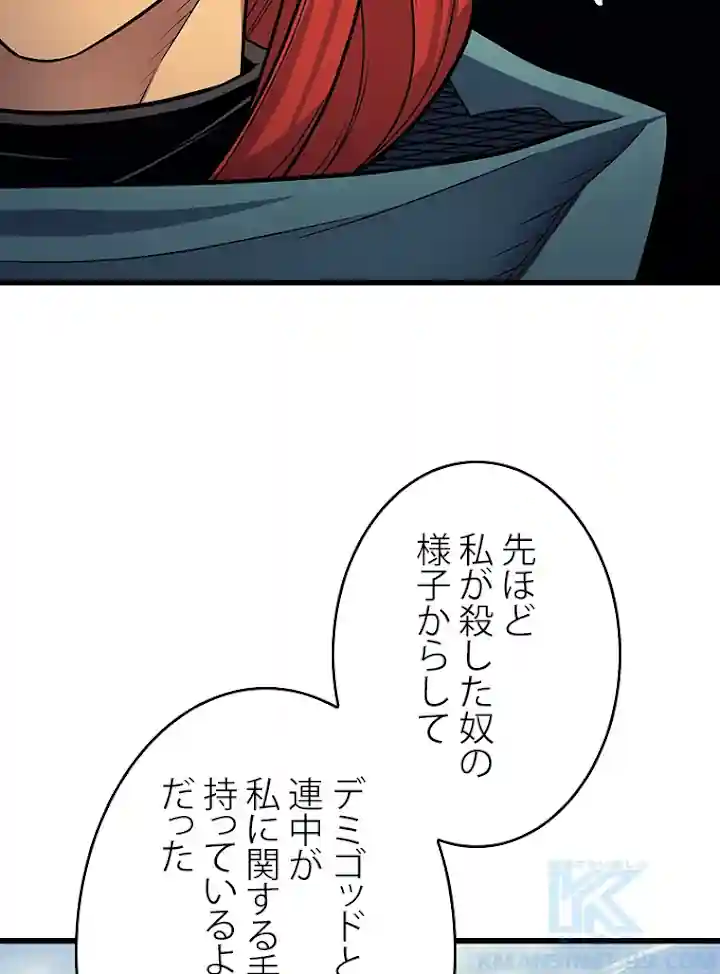 先ほど
私が殺した奴の
様子からして
デミゴッドと
連中が
私に関する
持っているよ
だった